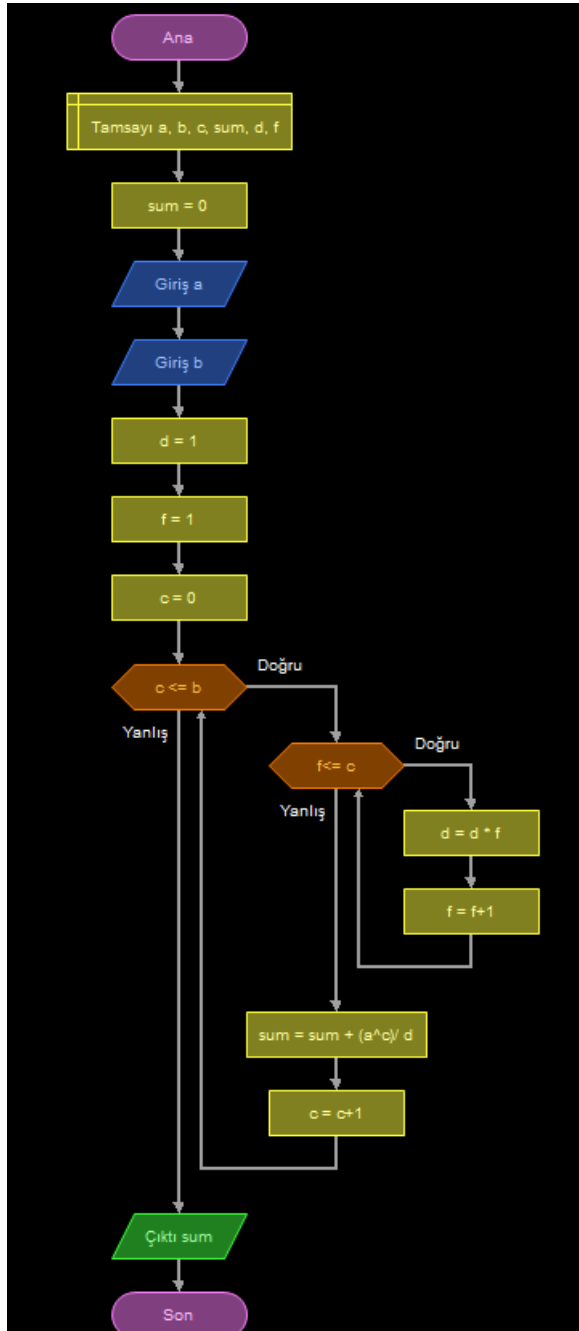 Ana
Tamsayı a, b, c, sum, d, f
sum = 0
Giriş a
Giriş b
d = 1
f = 1
c = 0
c <= b
Doğru
Yanlış
f<= c
Doğru
Yanlış
d = d * f
f = f+1
sum = sum + (a^c)/ d
c = c+1
Çıktı sum
Son